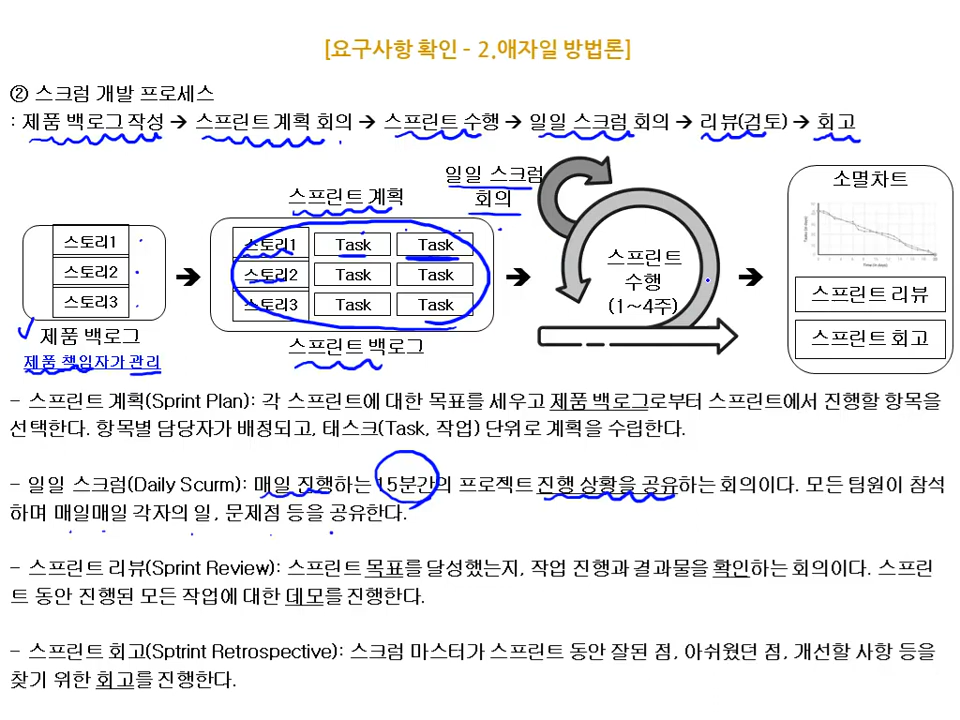 [요구사항 확인 - 2.애자일 방법론]
② 스크럼 개발 프로세스
: 제품 백로그 작성 → 스프린트 계획 회의 → 스프린트 수행 → 일일 스크럼 회의 → 리뷰(검토) → 회고
일일 스크럼
회의
스프린트 계획
소멸차트
스토리1
스토리2
스토리3
제품 백로그
제품 책임자가 관리
스토리1 Task Task
스토리2 Task Task
스토리3 Task Task
스프린트 백로그
스프린트
수행
(1~4주)
스프린트 리뷰
스프린트 회고
- 스프린트 계획(Sprint Plan): 각 스프린트에 대한 목표를 세우고 제품 백로그로부터 스프린트에서 진행할 항목을
선택한다. 항목별 담당자가 배정되고, 태스크(Task, 작업) 단위로 계획을 수립한다.
- 일일 스크럼(Daily Scurm): 매일 진행하는 15분간의 프로젝트 진행 상황을 공유하는 회의이다. 모든 팀원이 참석
하며 매일매일 각자의 일, 문제점 등을 공유한다.
- 스프린트 리뷰(Sprint Review): 스프린트 목표를 달성했는지, 작업 진행과 결과물을 확인하는 회의이다. 스프린
트 동안 진행된 모든 작업에 대한 데모를 진행한다.
- 스프린트 회고(Sptrint Retrospective): 스크럼 마스터가 스프린트 동안 잘된 점, 아쉬웠던 점, 개선할 사항 등을
찾기 위한 회고를 진행한다.